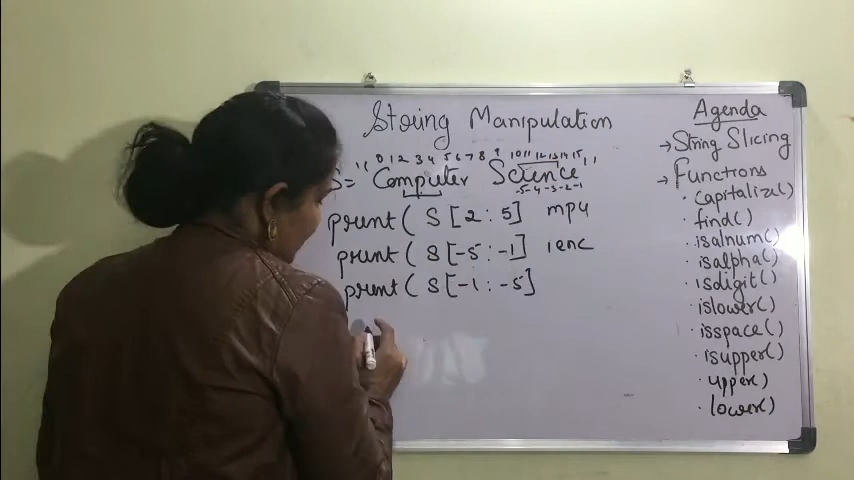 String Manipulation
0 1 2 3 4 5 6 7 8 9 10 11 12 13 14 15
S= "Computer Science"
-5 -4 -3 -2 -1
print( S[2:5] mpu
print( S[-5:-1] ienc
print( S[-1:-5]
Agenda
→String Slicing
→ Functions
• capitalize()
• find()
• isalnum()
• isalpha()
• isdigit()
• islower()
• isspace()
• isupper()
• upper()
• lower()